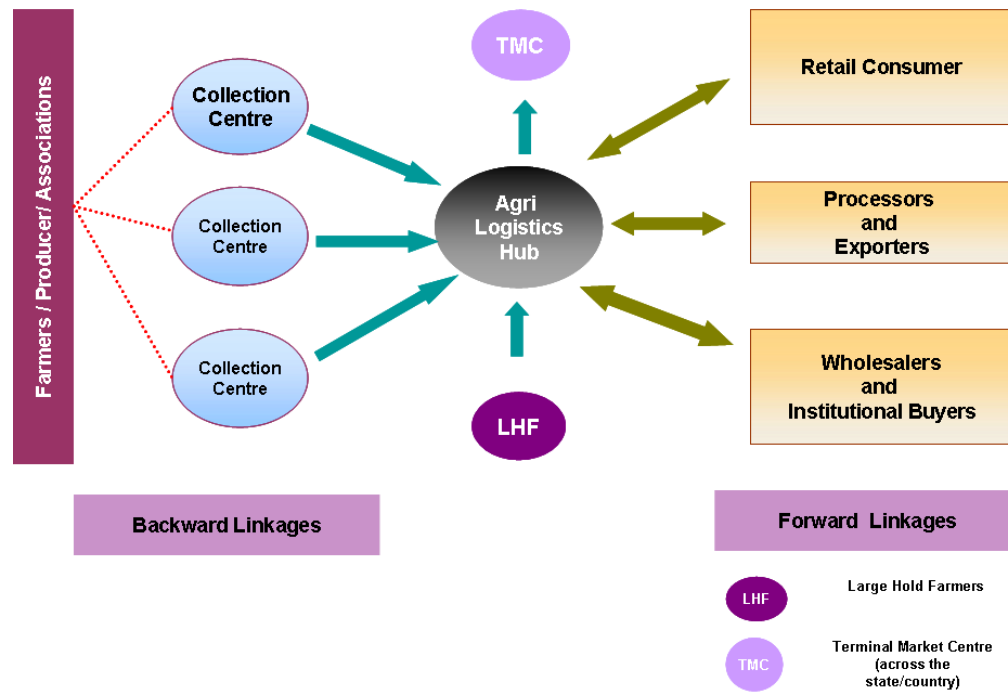 Farmers / Producer/ Associations
Collection
Centre
Collection
Centre
Collection
Centre
TMC
Agri
Logistics
Hub
LHF
Retail Consumer
Processors
and
Exporters
Wholesalers
and
Institutional Buyers
Backward Linkages
Forward Linkages
LHF
Large Hold Farmers
TMC
Terminal Market Centre
(across the
state/country)